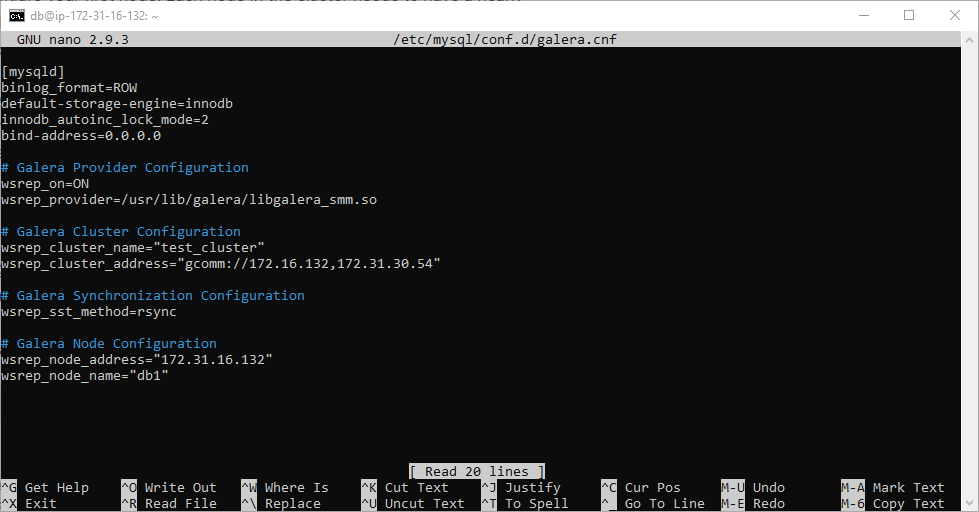 db@ip-172-31-16-132: ~
GNU nano 2.9.3 /etc/mysql/conf.d/galera.cnf
[mysqld]
binlog_format=ROW
default-storage-engine=innodb
innodb_autoinc_lock_mode=2
bind-address=0.0.0.0
# Galera Provider Configuration
wsrep_on=ON
wsrep_provider=/usr/lib/galera/libgalera_smm.so
# Galera Cluster Configuration
wsrep_cluster_name="test_cluster"
wsrep_cluster_address="gcomm://172.16.132,172.31.30.54"
# Galera Synchronization Configuration
wsrep_sst_method=rsync
# Galera Node Configuration
wsrep_node_address="172.31.16.132"
wsrep_node_name="db1"
[ Read 20 lines ]
^G Get Help ^O Write Out ^W Where Is ^K Cut Text ^J Justify ^C Cur Pos M-U Undo M-A Mark Text
^X Exit ^R Read File ^\ Replace ^U Uncut Text ^T To Spell ^_ Go To Line M-E Redo M-6 Copy Text